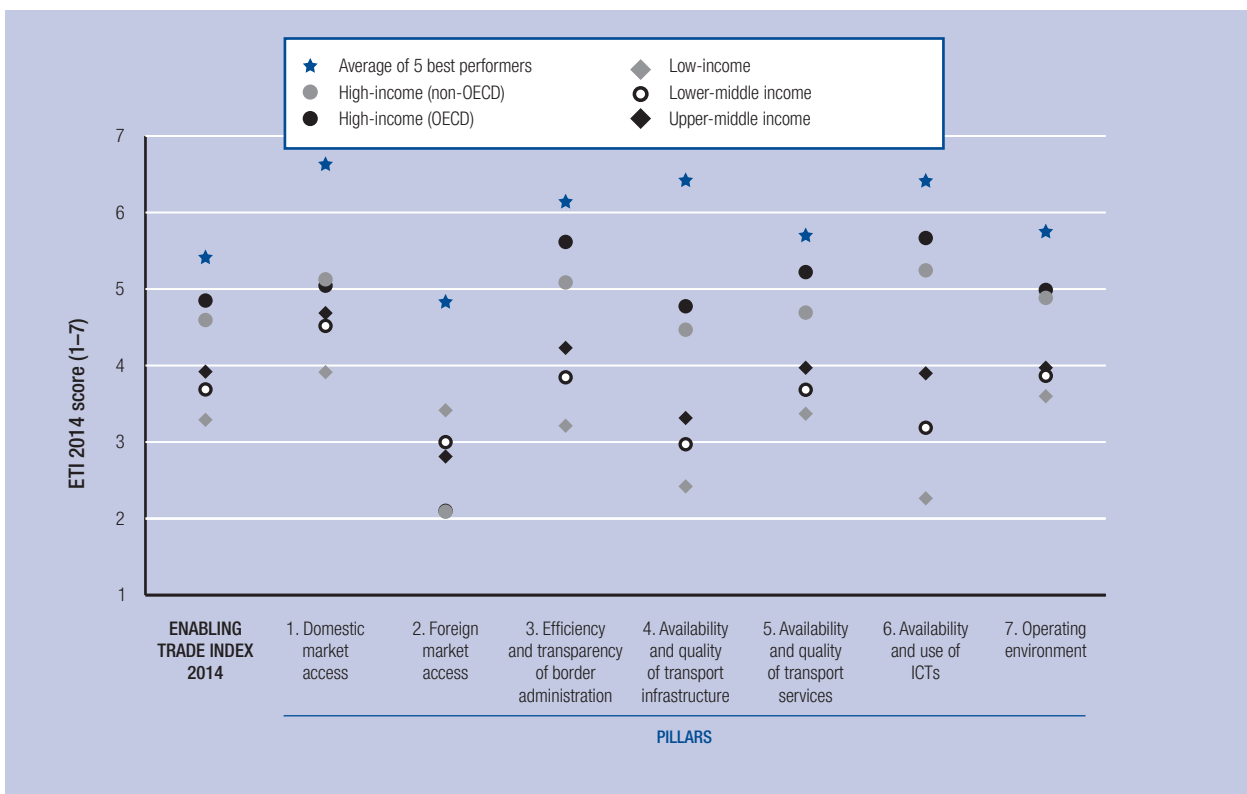 Average of 5 best performers
High-income (non-OECD)
High-income (OECD)
Low-income
Lower-middle income
Upper-middle income
ETI 2014 score (1–7)
7
6
5
4
3
2
1
ENABLING
TRADE INDEX
2014
1. Domestic
market
access
2. Foreign
market
access
3. Efficiency
and transparency
of border
administration
4. Availability
and quality
of transport
infrastructure
5. Availability
and quality
of transport
services
6. Availability
and use of
ICTs
7. Operating
environment
PILLARS